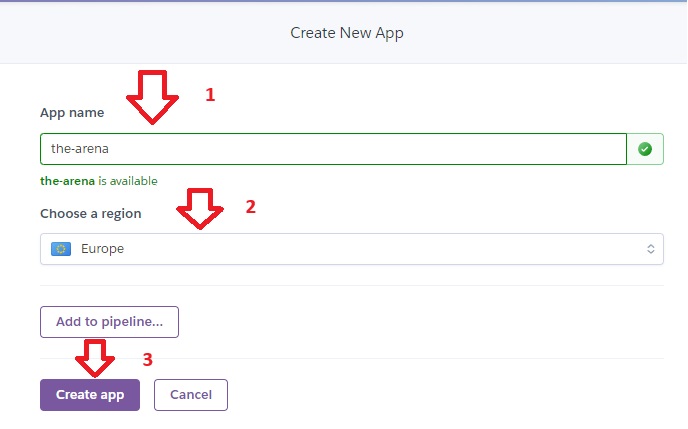 Create New App
1
App name
the-arena
the-arena is available
2
Choose a region
Europe
Add to pipeline...
3
Create app
Cancel